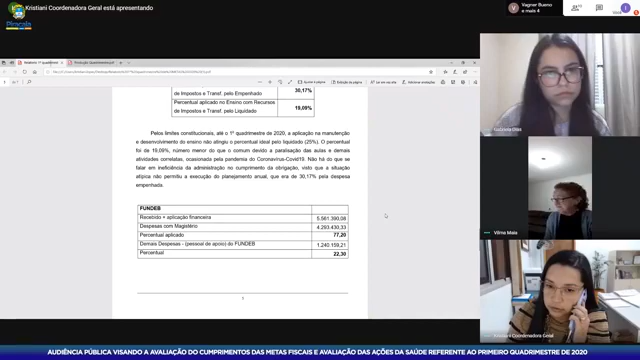 Kristiani Coordenadora Geral está apresentando
Vagner Bueno
e mais 4
Piraçaia
de Impostos e Transf. pelo Empenhado
30,17%
Percentual aplicado no Ensino com Recursos
de Impostos e Transf. pelo Liquidado
19,09%
Pelos limites constitucionais, até o 1º quadrimestre de 2020, a aplicação na manutenção
e desenvolvimento do ensino não atingiu o percentual ideal pelo liquidado (25%). O percentual
foi de 19,09%, número menor do que o comum devido a paralisação das aulas e demais
atividades correlatas, ocasionada pela pandemia do Coronavírus-Covid19. Não há do que se
falar em ineficiência da administração no cumprimento da obrigação, visto que a situação
atípica não permitiu a execução do planejamento anual, que era de 30,17% pela despesa
empenhada.
FUNDEB
Recebido + aplicação financeira
5.561.390,08
Despesas com Magistério
4.293.430,33
Percentual aplicado
77,20
Demais Despesas - (pessoal de apoio) do FUNDEB
1.240.159,21
Percentual
22,30
Vilma Maia
Coordenadora Geral
AUDIÊNCIA PÚBLICA VISANDO A AVALIAÇÃO DO CUMPRIMENTOS DAS METAS FISCAIS E AVALIAÇÃO DAS AÇÕES DA SAÚDE REFERENTE AO PRIMEIRO QUADRIMESTRE DE 2020